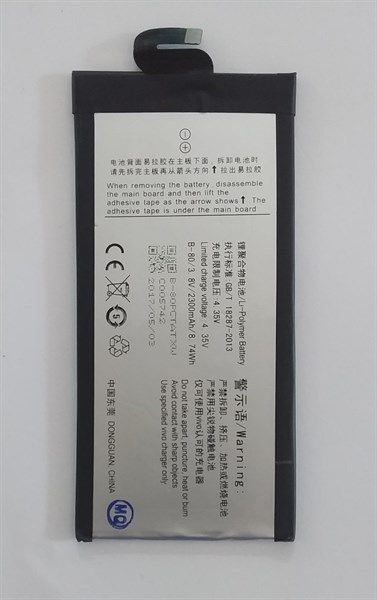 电池背面易拉胶在主板下面，拆卸电池时
请先拆完主板再从箭头方向↑拉出易拉胶
When removing the battery, disassemble
the main board and then lift the
adhesive tape as the arrow shows↑. The
adhesive tape is under the main board
锂聚合物电池/Li-Polymer Battery
执行标准 GB/T 18287-2013
充电限制电压: 4.35V
Limited charge voltage: 4.35V
B-80/3.8V/2300mAh/8.74Wh
C005742
2017/05/03
CE
5
警示语/Warning:
严禁拆卸、挤压、加热或燃烧电池
严禁用尖锐物碰触电池
仅可使用vivo认可的充电器
Do not take apart, puncture, heat or burn
Avoid contact with sharp objects
Use specified vivo charger only
中国东莞 DONGGUAN, CHINA
MQ